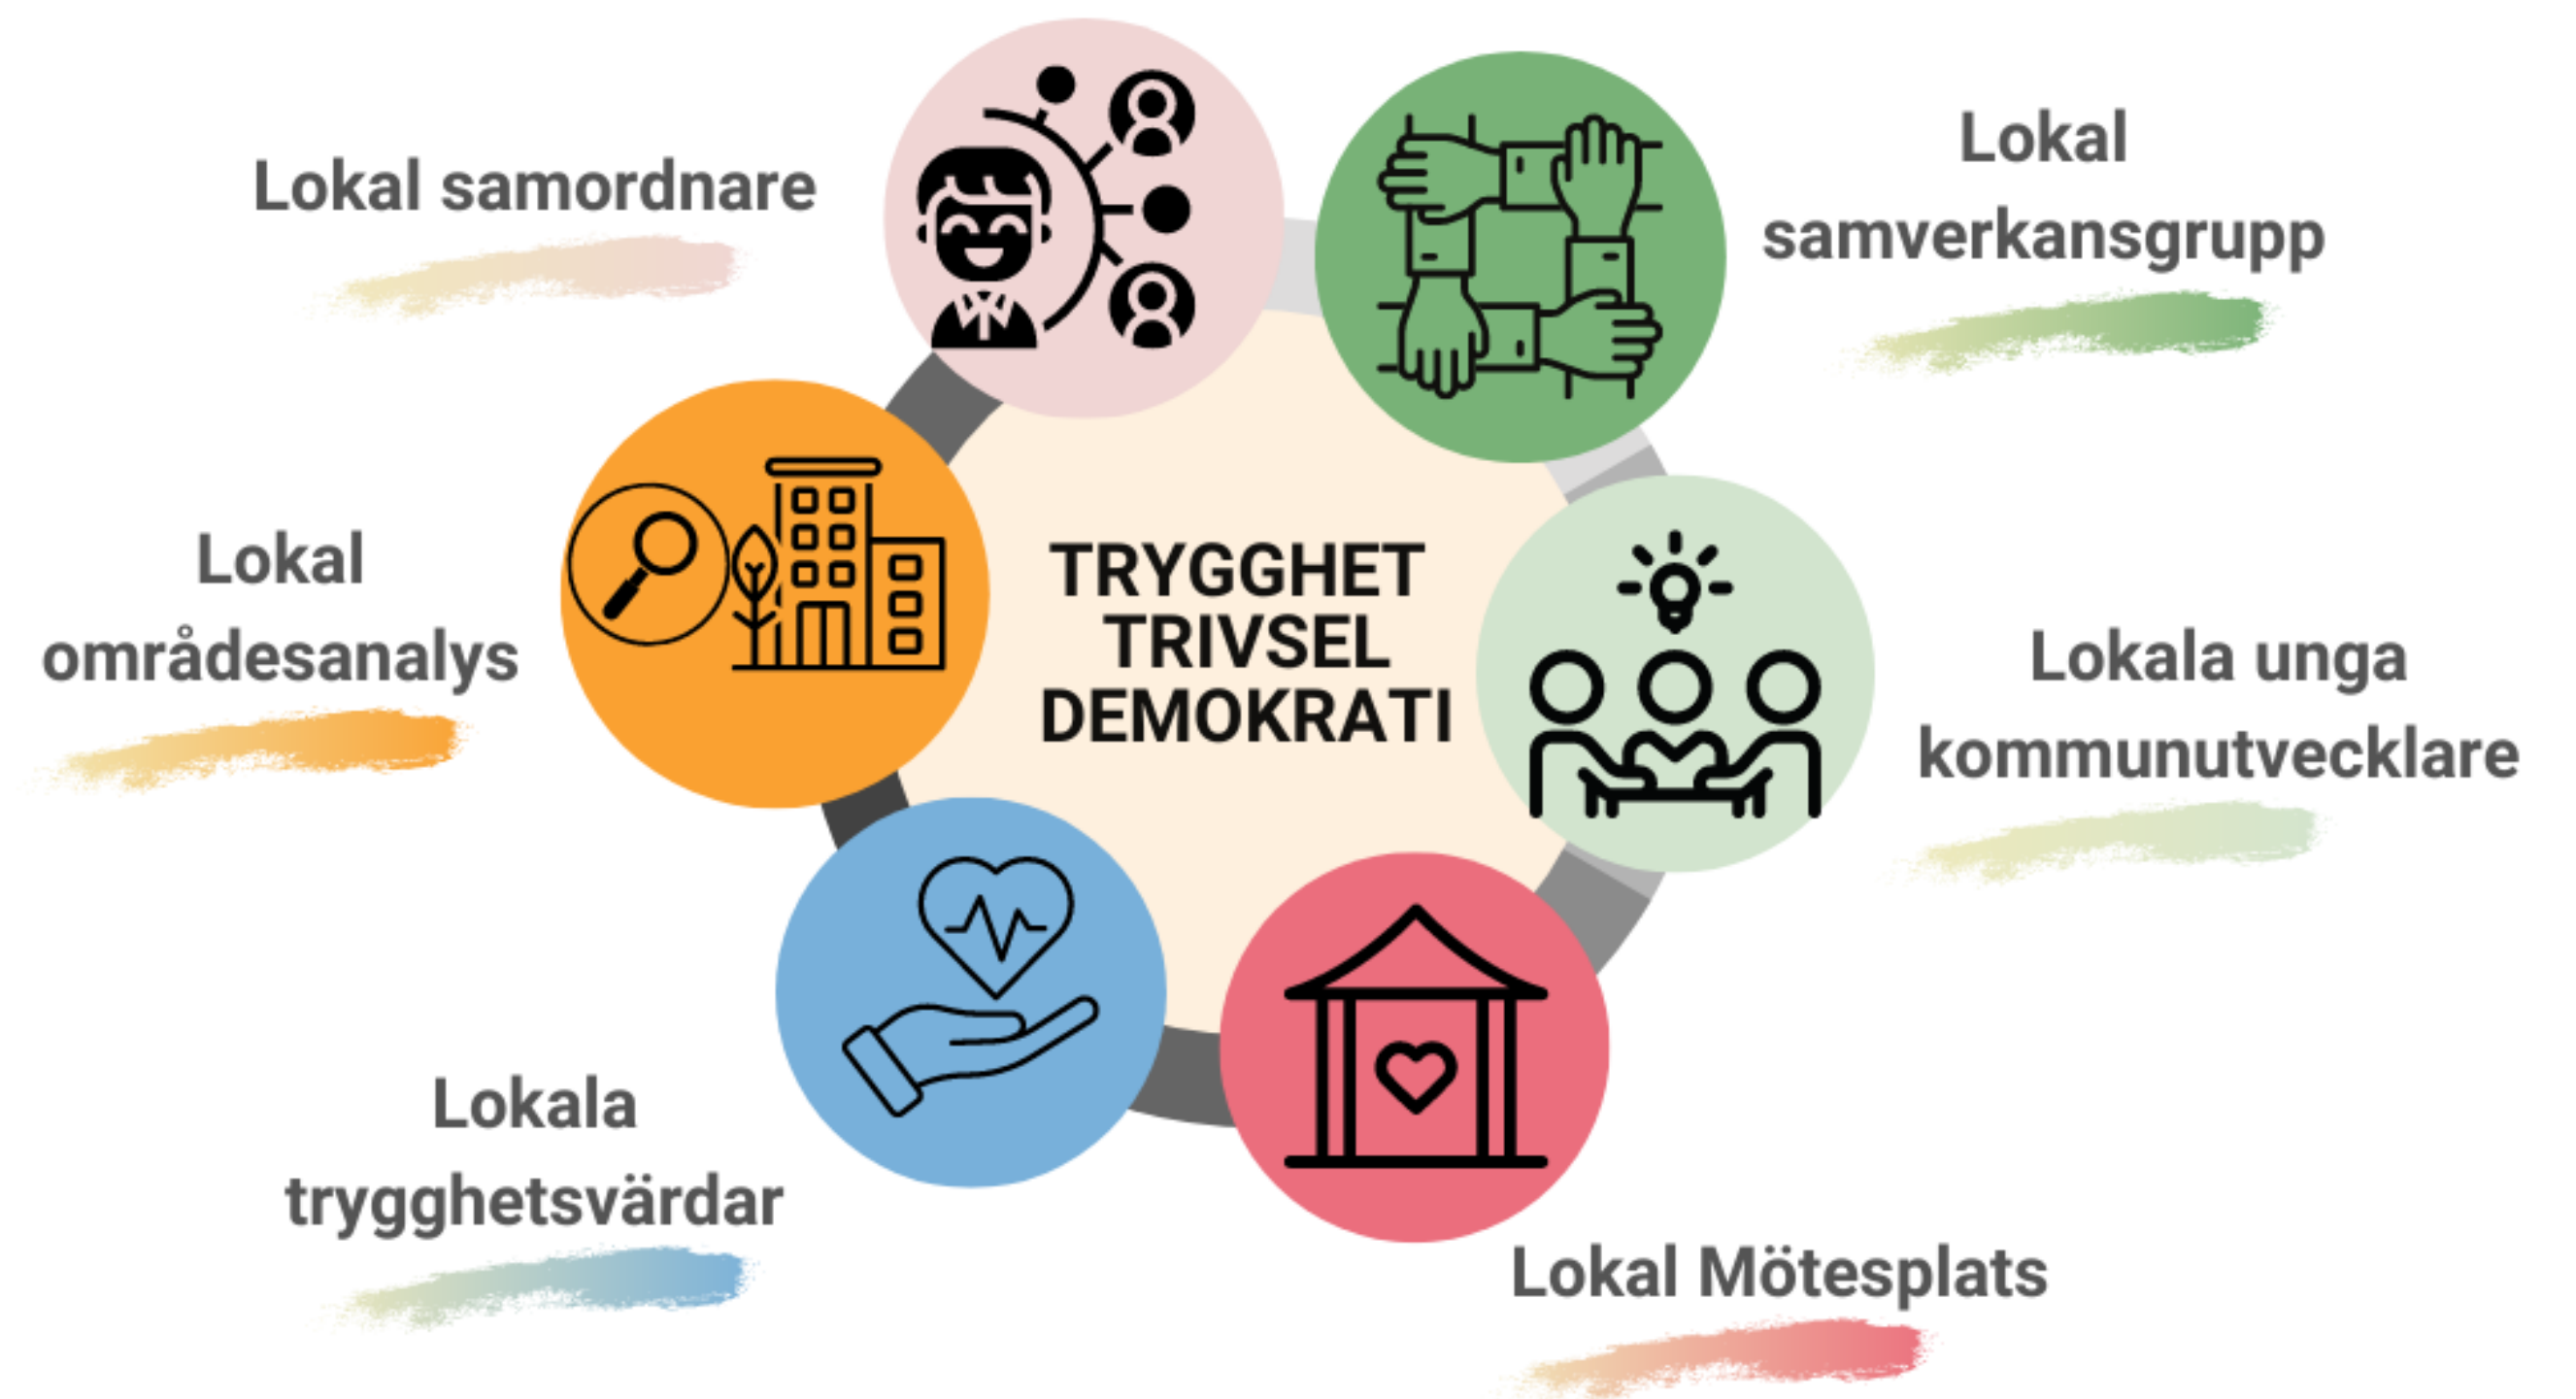 Lokal samordnare
Lokal
samverkansgrupp
Lokal
områdesanalys
TRYGGHET
TRIVSEL
DEMOKRATI
Lokala unga
kommunutvecklare
Lokala
trygghetsvärdar
Lokal Mötesplats